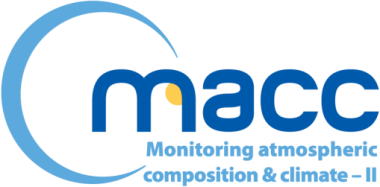 macc
Monitoring atmospheric
composition & climate – II